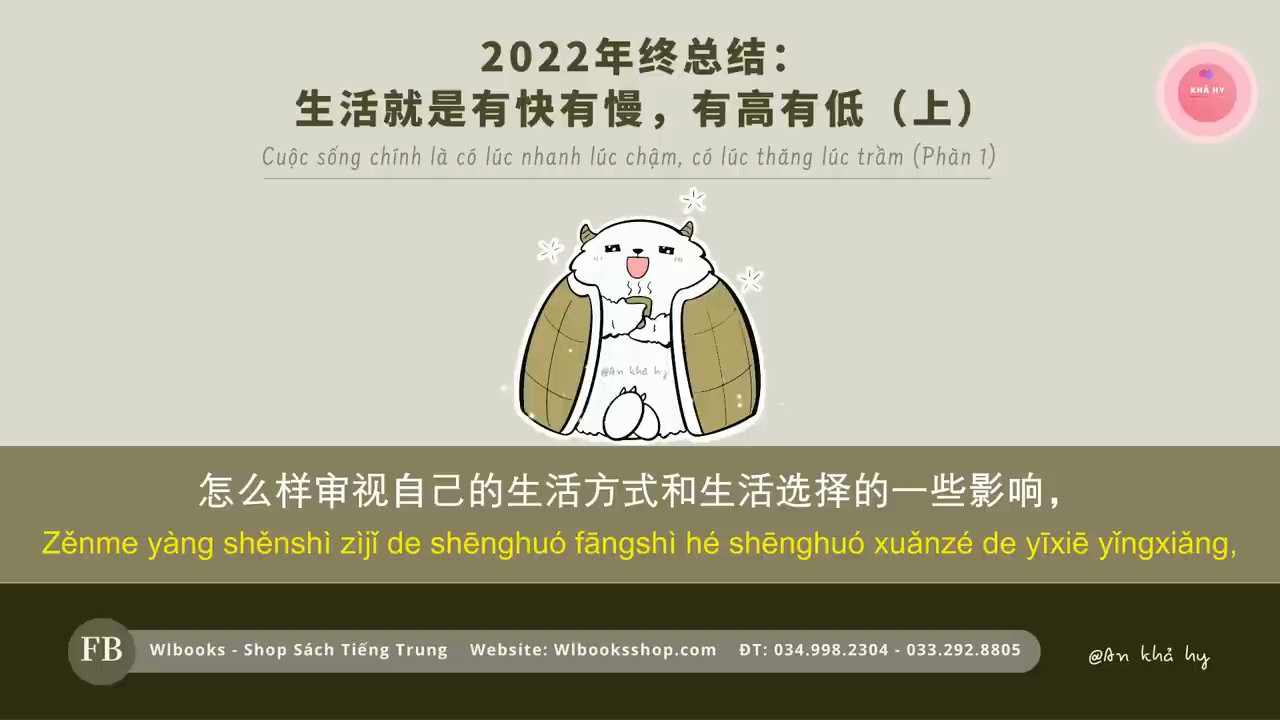 2022年终总结：
生活就是有快有慢，有高有低（上）
Cuộc sống chính là có lúc nhanh lúc chậm, có lúc thăng lúc trầm (Phàn 1)
KHẢ HY
@An khả hy
怎么样审视自己的生活方式和生活选择的一些影响，
Zěnme yàng shěnshì zìjǐ de shēnghuó fāngshì hé shēnghuó xuǎnzé de yīxiē yǐngxiǎng,
FB Wlbooks - Shop Sách Tiếng Trung Website: Wlbooksshop.com ĐT: 034.998.2304 - 033.292.8805
@An khả hy